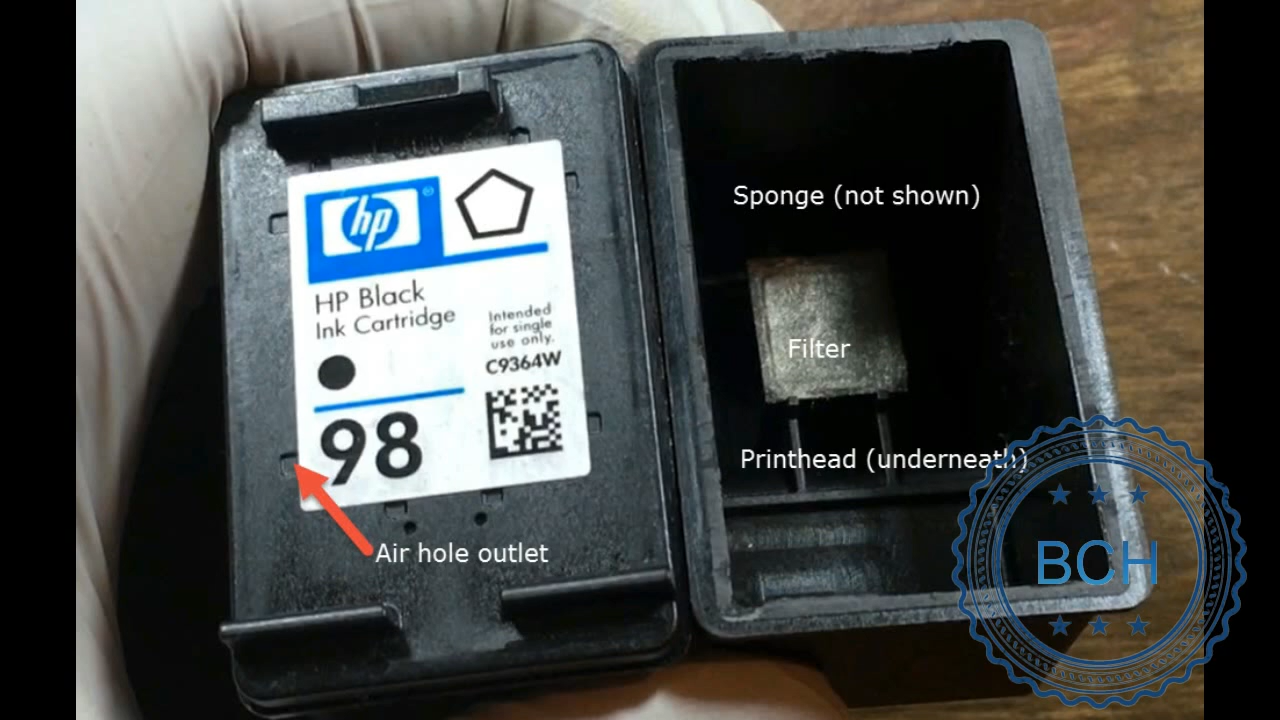 hp
®
HP Black
Ink Cartridge
Intended
for single
use only.
C9364W
98
Air hole outlet
Sponge (not shown)
Filter
Printhead (underneath)
BCH